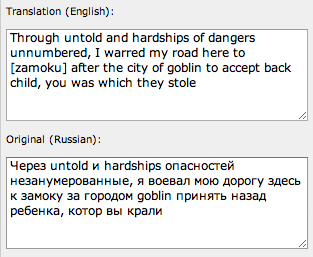 Translation (English):
Through untold and hardships of dangers
unnumbered, I warred my road here to
[zamoku] after the city of goblin to accept back
child, you was which they stole
Original (Russian):
Через untold и hardships опасностей
незанумерованные, я воевал мою дорогу здесь
к замоку за городом goblin принять назад
ребенка, котор вы крали